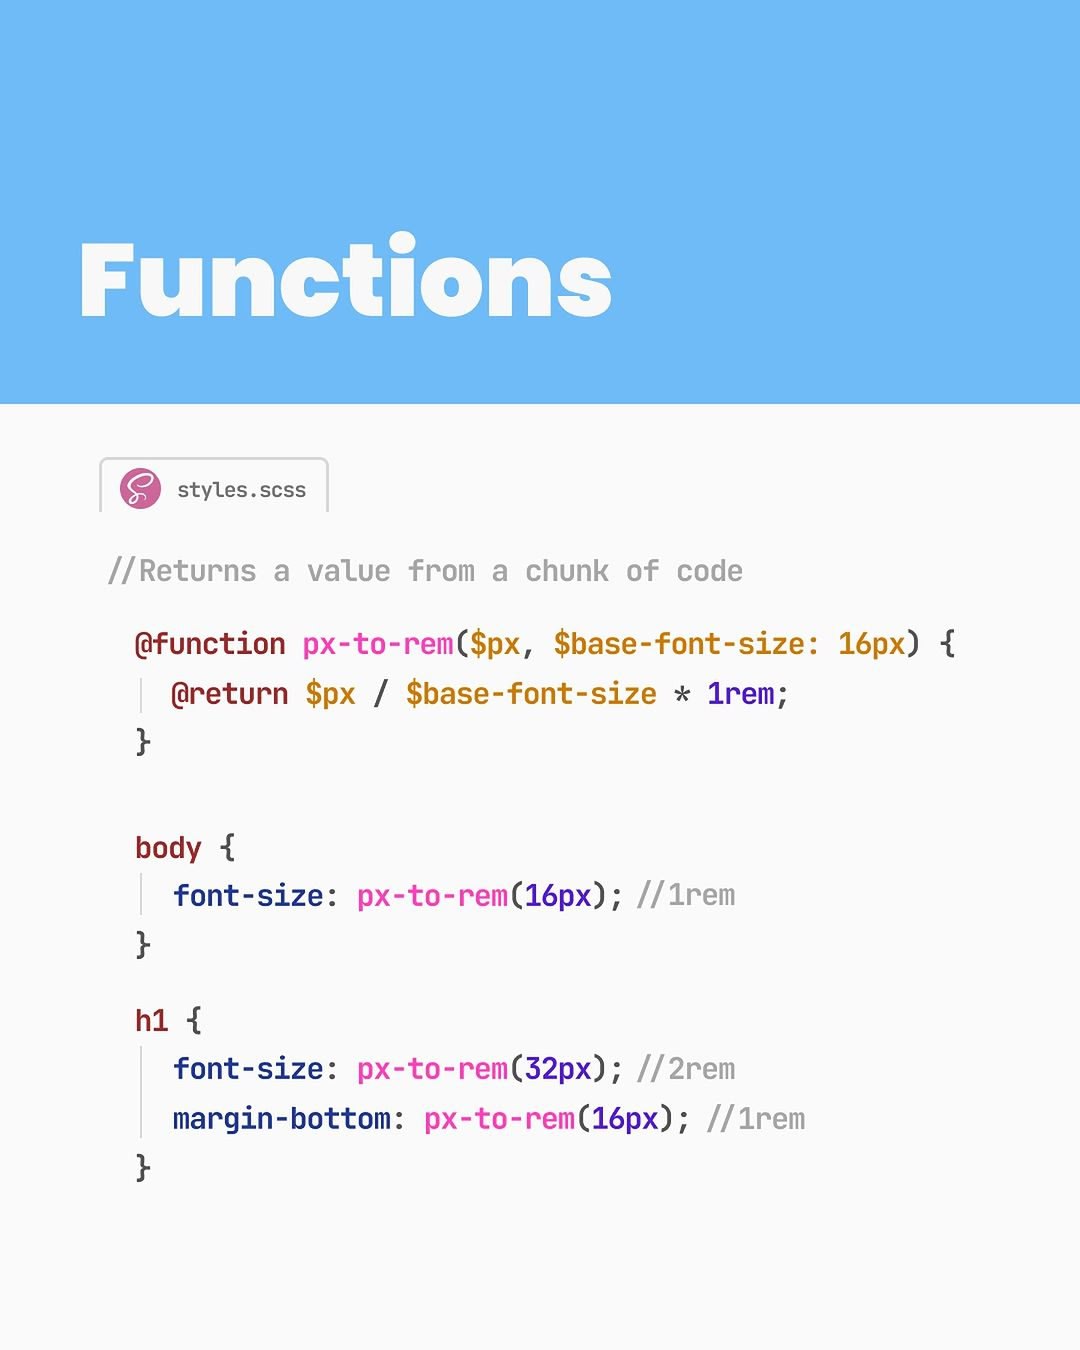 Functions
styles.scss
//Returns a value from a chunk of code
@function px-to-rem($px, $base-font-size: 16px) {
@return $px / $base-font-size * 1rem;
}
body {
font-size: px-to-rem(16px); //1rem
}
h1 {
font-size: px-to-rem(32px); //2rem
margin-bottom: px-to-rem(16px); //1rem
}